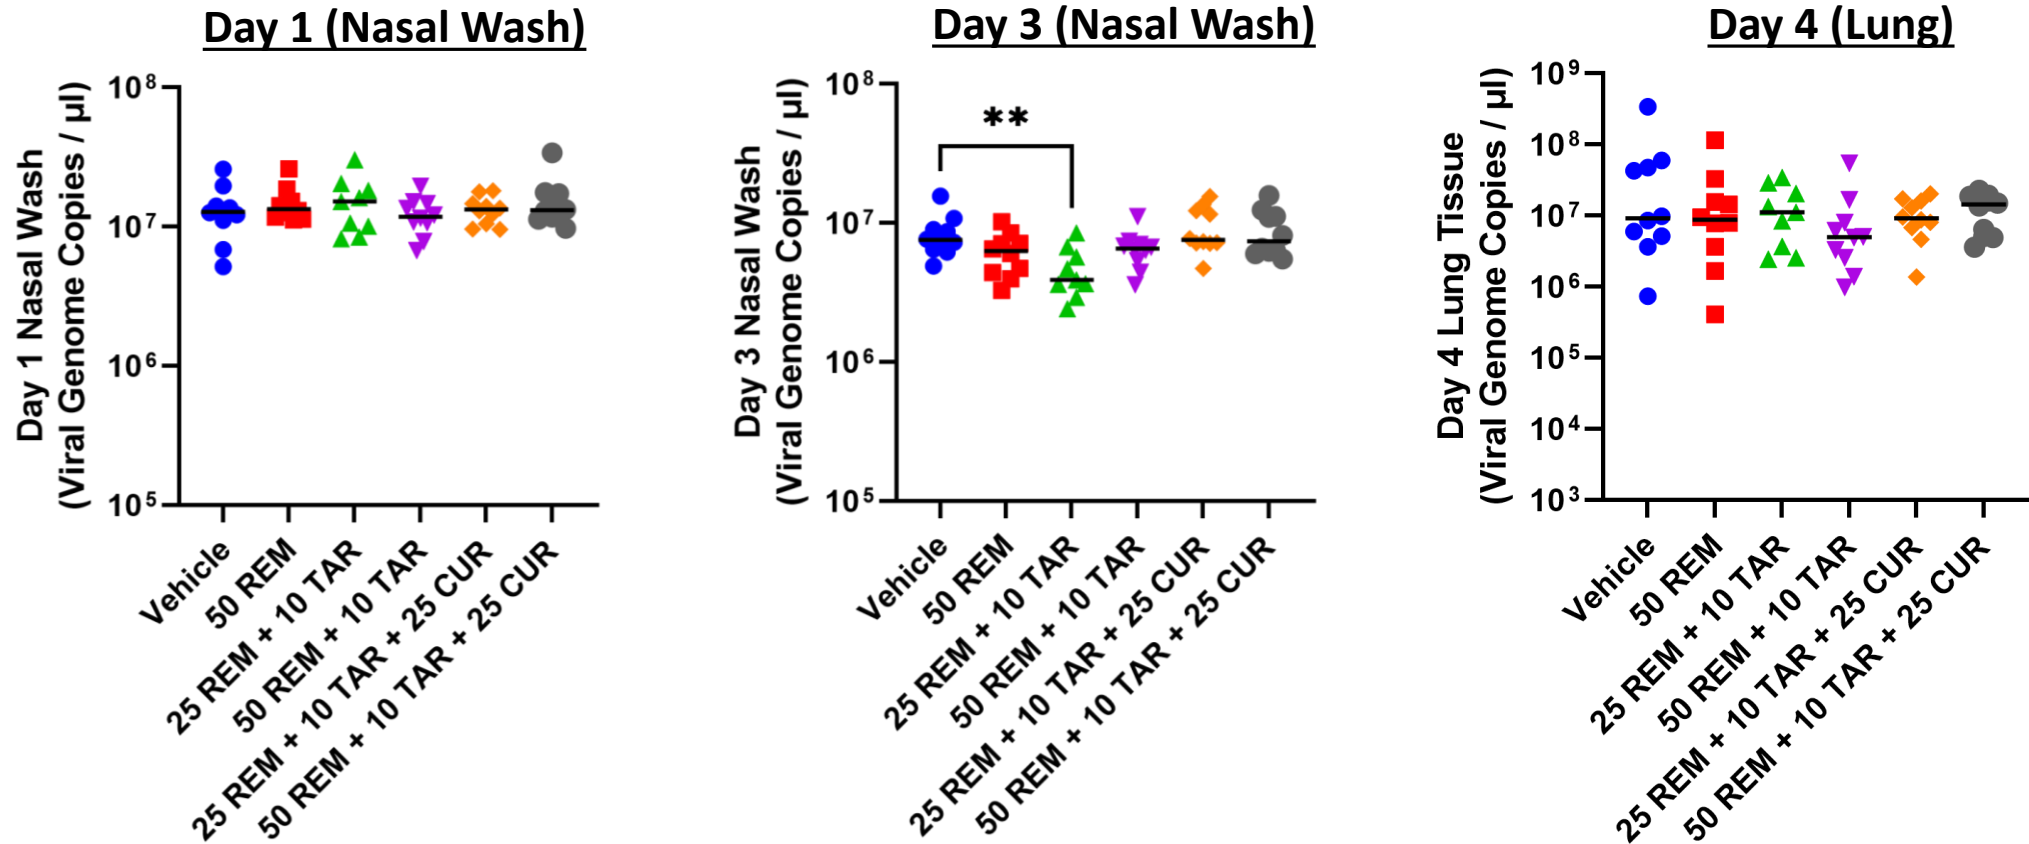 Day 1 (Nasal Wash)
Day 1 Nasal Wash
(Viral Genome Copies / µl)
10⁸
10⁷
10⁶
10⁵
Vehicle
50 REM
25 REM + 10 TAR
50 REM + 10 TAR
25 REM + 10 TAR + 25 CUR
50 REM + 10 TAR + 25 CUR
Day 3 (Nasal Wash)
Day 3 Nasal Wash
(Viral Genome Copies / µl)
10⁸
10⁷
10⁶
10⁵
**
Vehicle
50 REM
25 REM + 10 TAR
50 REM + 10 TAR
25 REM + 10 TAR + 25 CUR
50 REM + 10 TAR + 25 CUR
Day 4 (Lung)
Day 4 Lung Tissue
(Viral Genome Copies / µl)
10⁹
10⁸
10⁷
10⁶
10⁵
10⁴
10³
Vehicle
50 REM
25 REM + 10 TAR
50 REM + 10 TAR
25 REM + 10 TAR + 25 CUR
50 REM + 10 TAR + 25 CUR